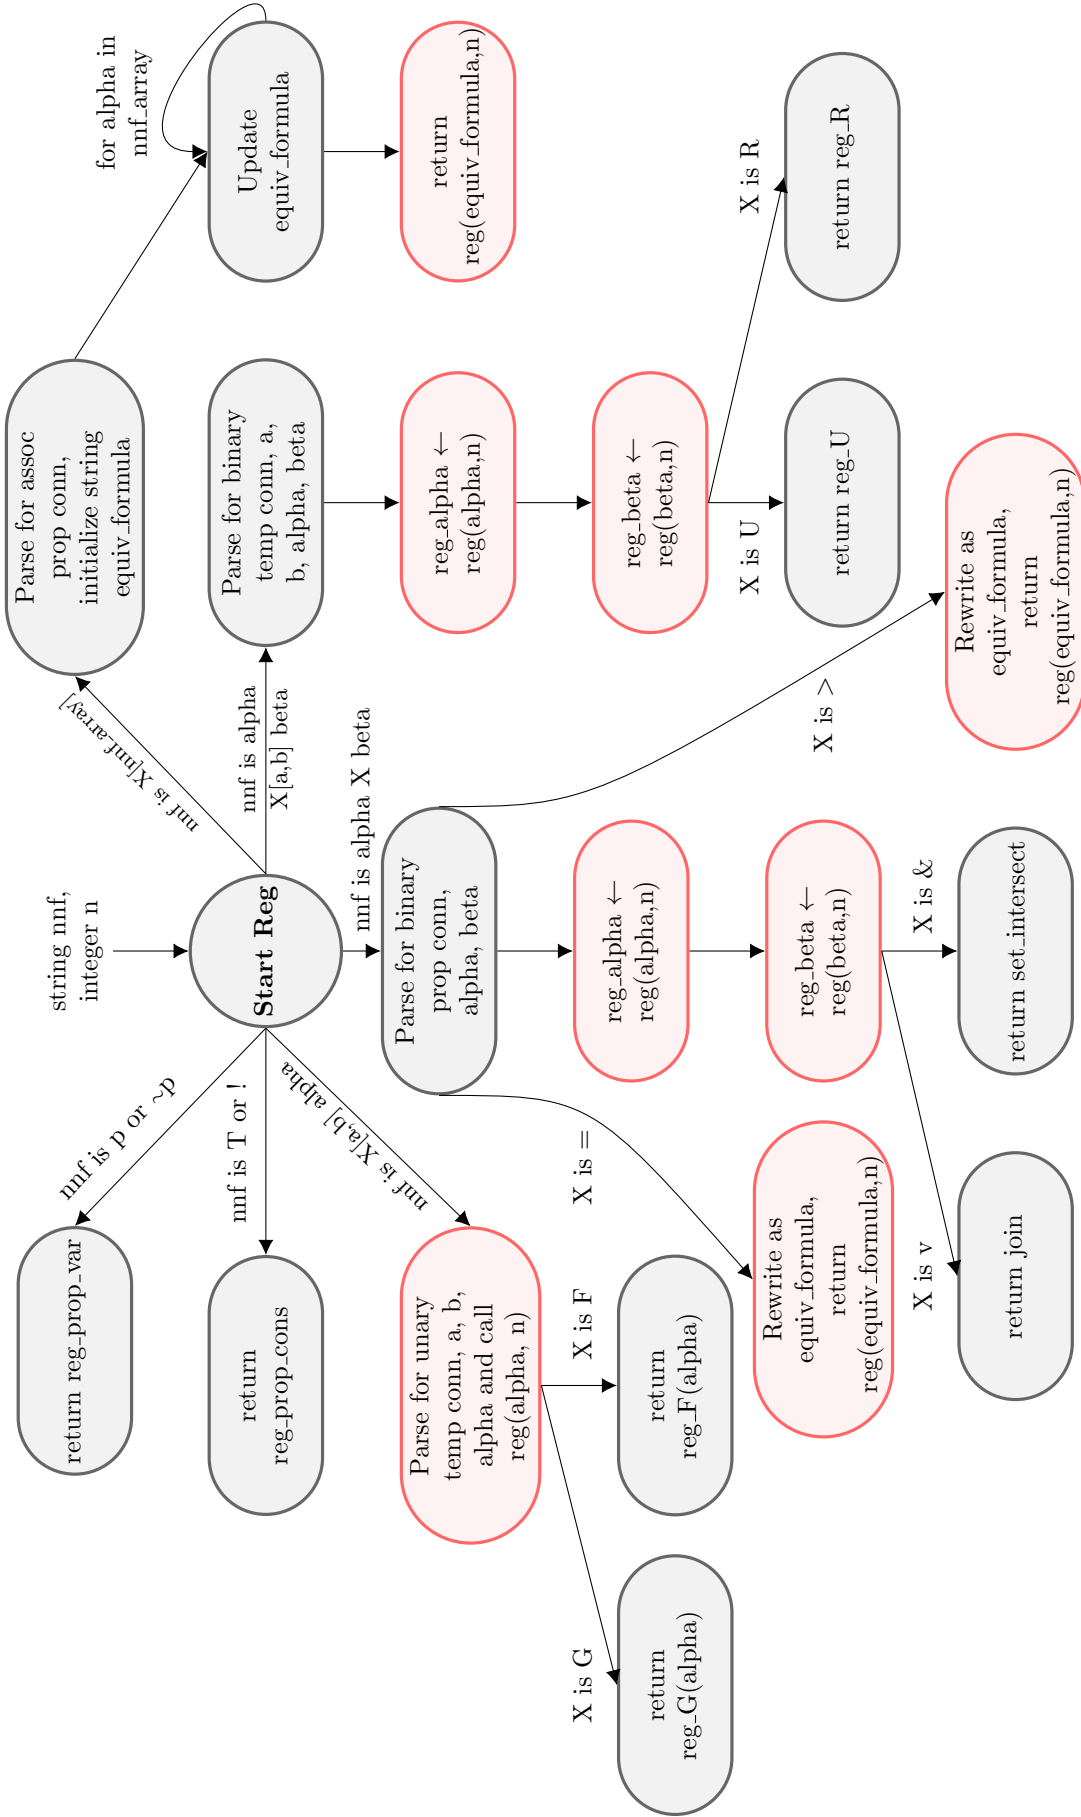 string nnf,
integer n
Start Reg
nnf is p or ~p
return reg_prop_var
nnf is T or !
return
reg_prop_cons
nnf is X[a,b] alpha
Parse for unary
temp conn, a, b,
alpha and call
reg(alpha, n)
X is G
return
reg_G(alpha)
X is F
return
reg_F(alpha)
nnf is alpha X beta
Parse for binary
prop conn,
alpha, beta
X is =
Rewrite as
equiv_formula,
return
reg(equiv_formula,n)
reg_alpha ←
reg(alpha,n)
reg_beta ←
reg(beta,n)
X is v
return join
X is &
return set_intersect
X is >
Rewrite as
equiv_formula,
return
reg(equiv_formula,n)
nnf is alpha
X[a,b] beta
Parse for binary
temp conn, a,
b, alpha, beta
reg_alpha ←
reg(alpha,n)
reg_beta ←
reg(beta,n)
X is U
return reg_U
X is R
return reg_R
nnf is X[nnf_array]
Parse for assoc
prop conn,
initialize string
equiv_formula
for alpha in
nnf_array
Update
equiv_formula
return
reg(equiv_formula,n)